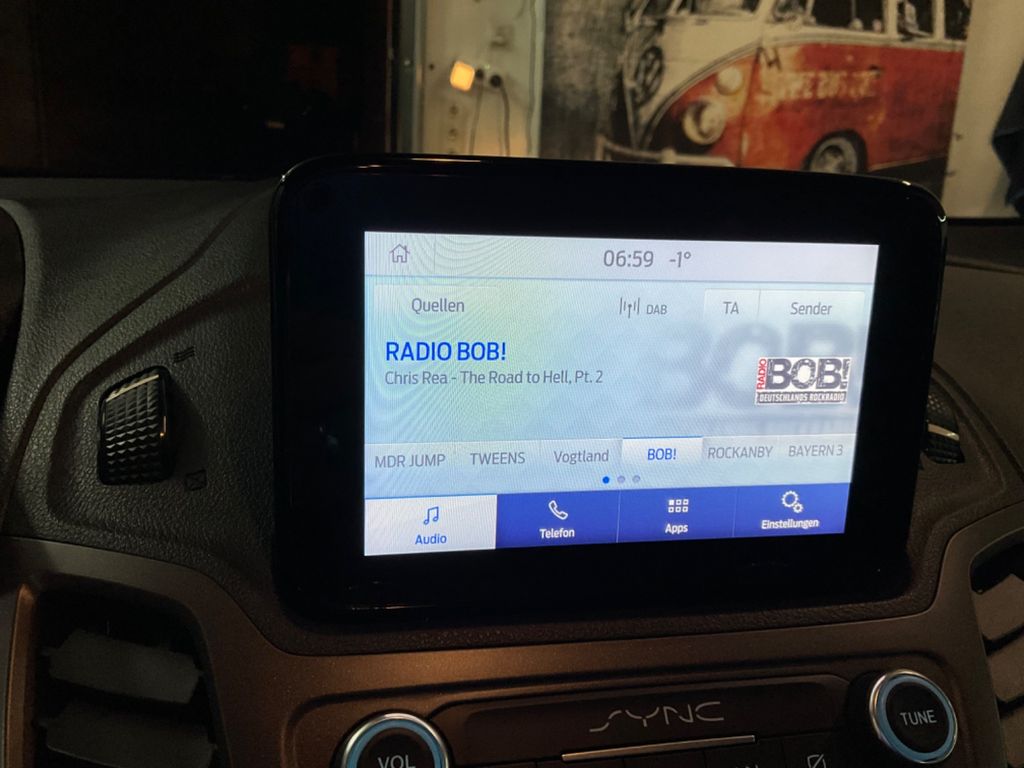 06:59 -1°
Quellen
DAB
TA
Sender
RADIO BOB!
Chris Rea - The Road to Hell, Pt. 2
RADIO
BOB!
DEUTSCHLANDS ROCKRADIO
MDR JUMP
TWEENS
Vogtland
BOB!
ROCKANBY
BAYERN 3
Audio
Telefon
Apps
Einstellungen
SYNC
VOL
TUNE